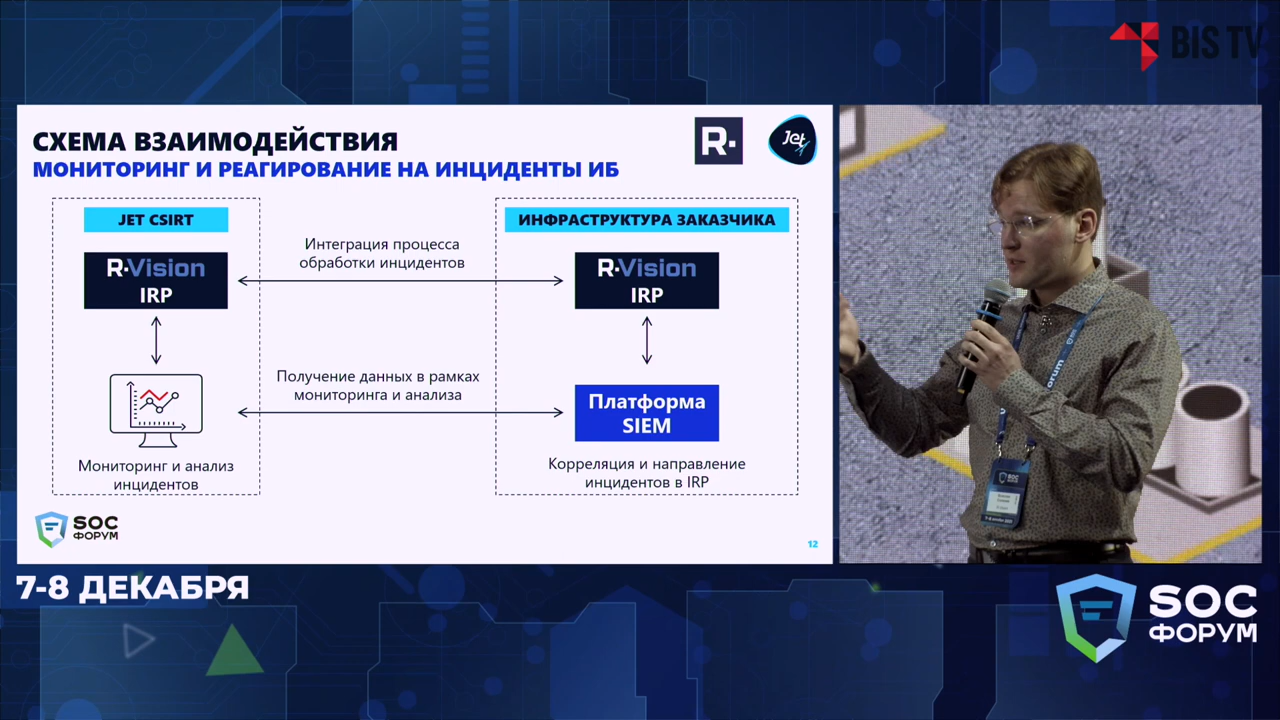 BIS TV
СХЕМА ВЗАИМОДЕЙСТВИЯ
МОНИТОРИНГ И РЕАГИРОВАНИЕ НА ИНЦИДЕНТЫ ИБ
R·
Jet
JET CSIRT
R·Vision
IRP
Мониторинг и анализ
инцидентов
Интеграция процесса
обработки инцидентов
Получение данных в рамках
мониторинга и анализа
ИНФРАСТРУКТУРА ЗАКАЗЧИКА
R·Vision
IRP
Платформа
SIEM
Корреляция и направление
инцидентов в IRP
SOC
ФОРУМ
12
orum
SOC
7-8 ДЕКАБРЯ
SOC
ФОРУМ